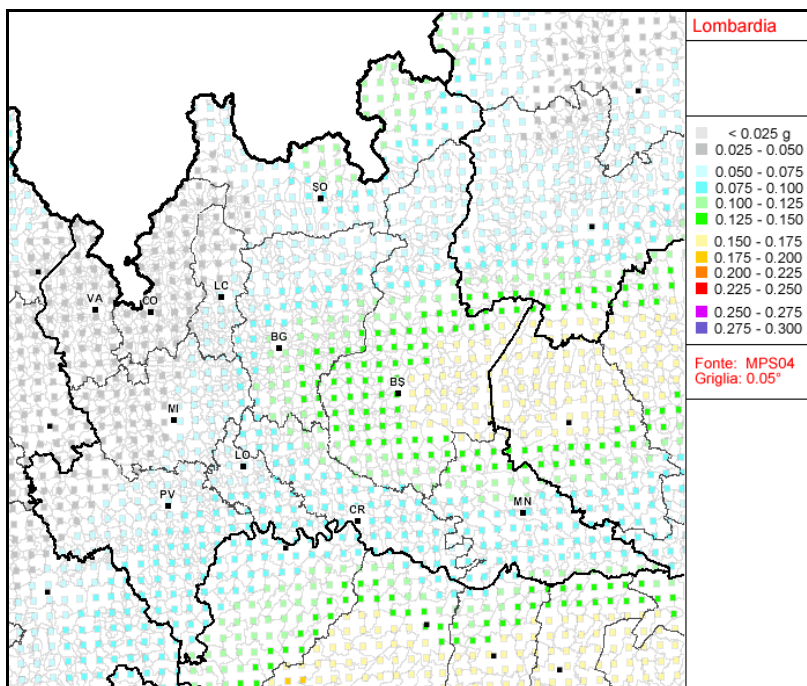 Lombardia
< 0.025 g
0.025 - 0.050
0.050 - 0.075
0.075 - 0.100
0.100 - 0.125
0.125 - 0.150
0.150 - 0.175
0.175 - 0.200
0.200 - 0.225
0.225 - 0.250
0.250 - 0.275
0.275 - 0.300
Fonte: MPS04
Griglia: 0.05°
SO
VA
CO
LC
BG
BS
MI
LO
PV
CR
MN